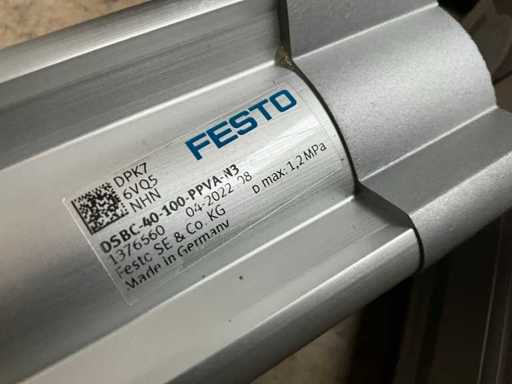 FESTO
DPK7
6VQ5
NHN
DSBC-40-100-PPVA-N3
1376560 04-2022 08
p max: 1,2 MPa
Festo SE & Co. KG
Made in Germany